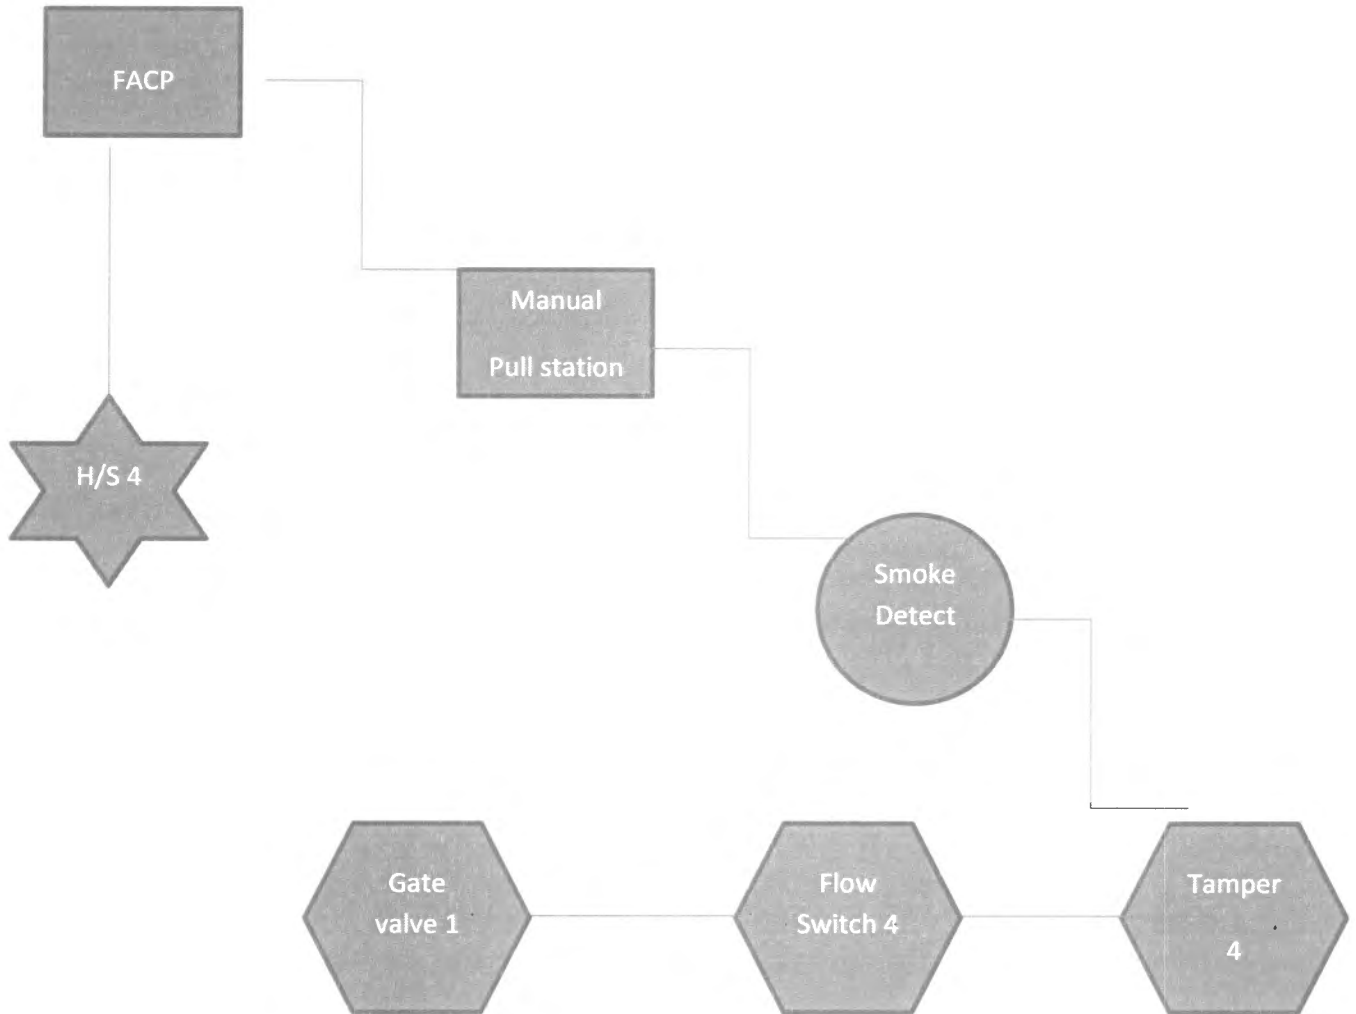 FACP
Manual
Pull station
H/S 4
Smoke
Detect
Gate
valve 1
Flow
Switch 4
Tamper
4